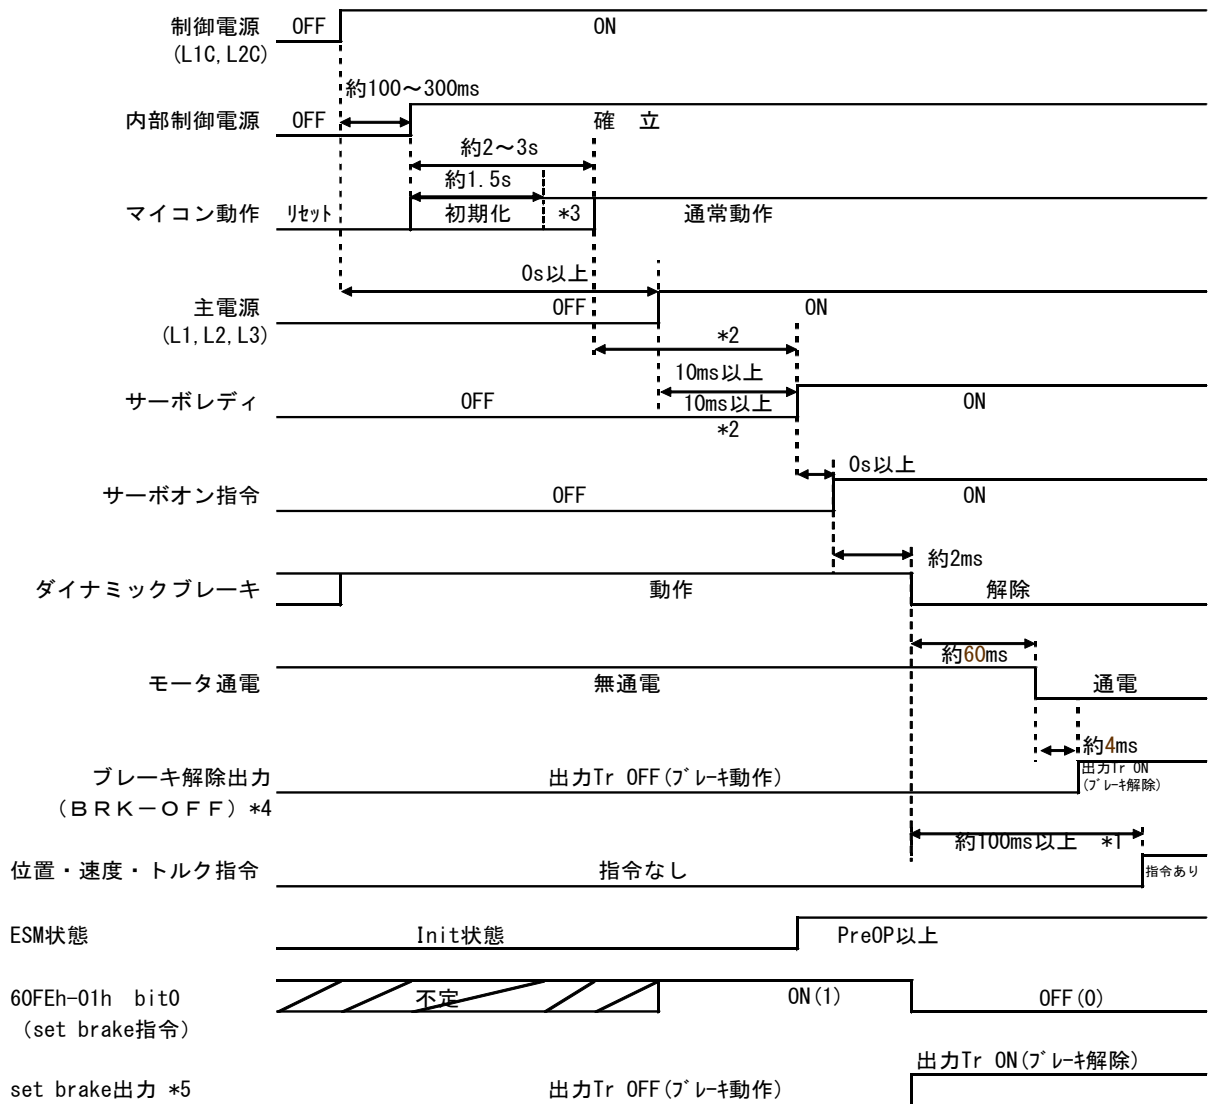 制御電源 OFF ON
(L1C,L2C)
約100～300ms
内部制御電源 OFF 確 立
約2～3s
約1.5s
マイコン動作 ﾘｾｯﾄ 初期化 *3 通常動作
0s以上
主電源 OFF ON
(L1,L2,L3)
*2
10ms以上
サーボレディ OFF 10ms以上 ON
*2
0s以上
サーボオン指令 OFF ON
約2ms
ダイナミックブレーキ 動作 解除
約60ms
モータ通電 無通電 通電
約4ms
ブレーキ解除出力 出力Tr OFF(ﾌﾞﾚｰｷ動作) 出力Tr ON
(ﾌﾞﾚｰｷ解除)
(ＢＲＫ－ＯＦＦ) *4
約100ms以上 *1
位置・速度・トルク指令 指令なし 指令あり
ESM状態 Init状態 PreOP以上
60FEh-01h bit0 不定 ON(1) OFF(0)
(set brake指令)
出力Tr ON(ﾌﾞﾚｰｷ解除)
set brake出力 *5 出力Tr OFF(ﾌﾞﾚｰｷ動作)